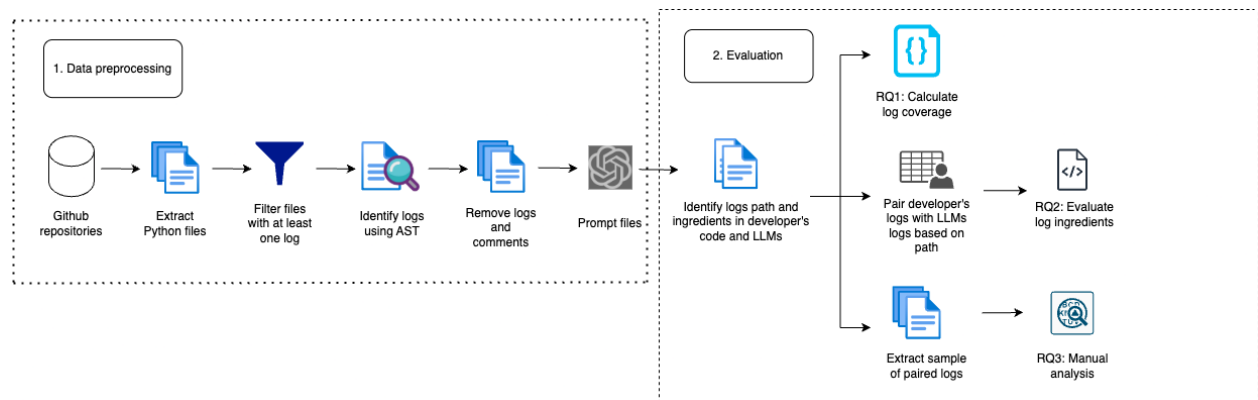 1. Data preprocessing
Github
repositories
Extract
Python files
Filter files
with at least
one log
Identify logs
using AST
Remove logs
and
comments
Prompt files
2. Evaluation
Identify logs path and
ingredients in developer's
code and LLMs
RQ1: Calculate
log coverage
Pair developer's
logs with LLMs
logs based on
path
RQ2: Evaluate
log ingredients
Extract sample
of paired logs
RQ3: Manual
analysis